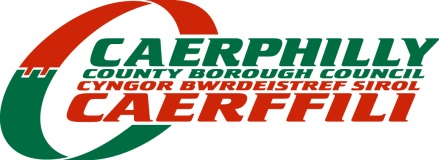 CAERPHILLY
COUNTY BOROUGH COUNCIL
CYNGOR BWRDEISTREF SIROL
CAERFFILI